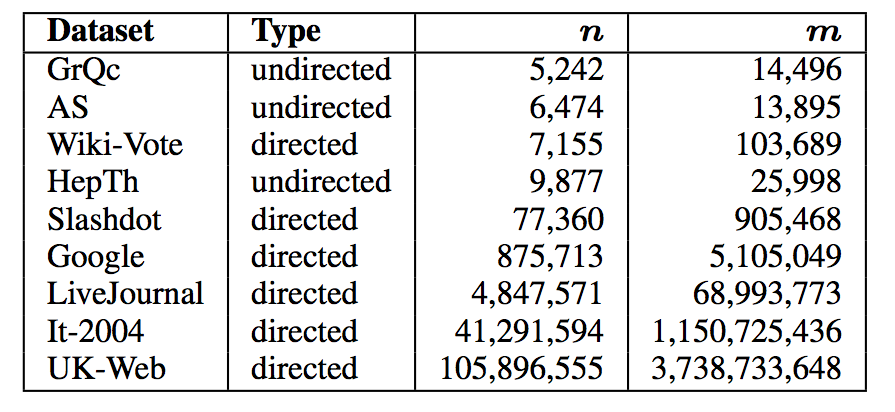 Dataset Type n m
GrQc undirected 5,242 14,496
AS undirected 6,474 13,895
Wiki-Vote directed 7,155 103,689
HepTh undirected 9,877 25,998
Slashdot directed 77,360 905,468
Google directed 875,713 5,105,049
LiveJournal directed 4,847,571 68,993,773
It-2004 directed 41,291,594 1,150,725,436
UK-Web directed 105,896,555 3,738,733,648